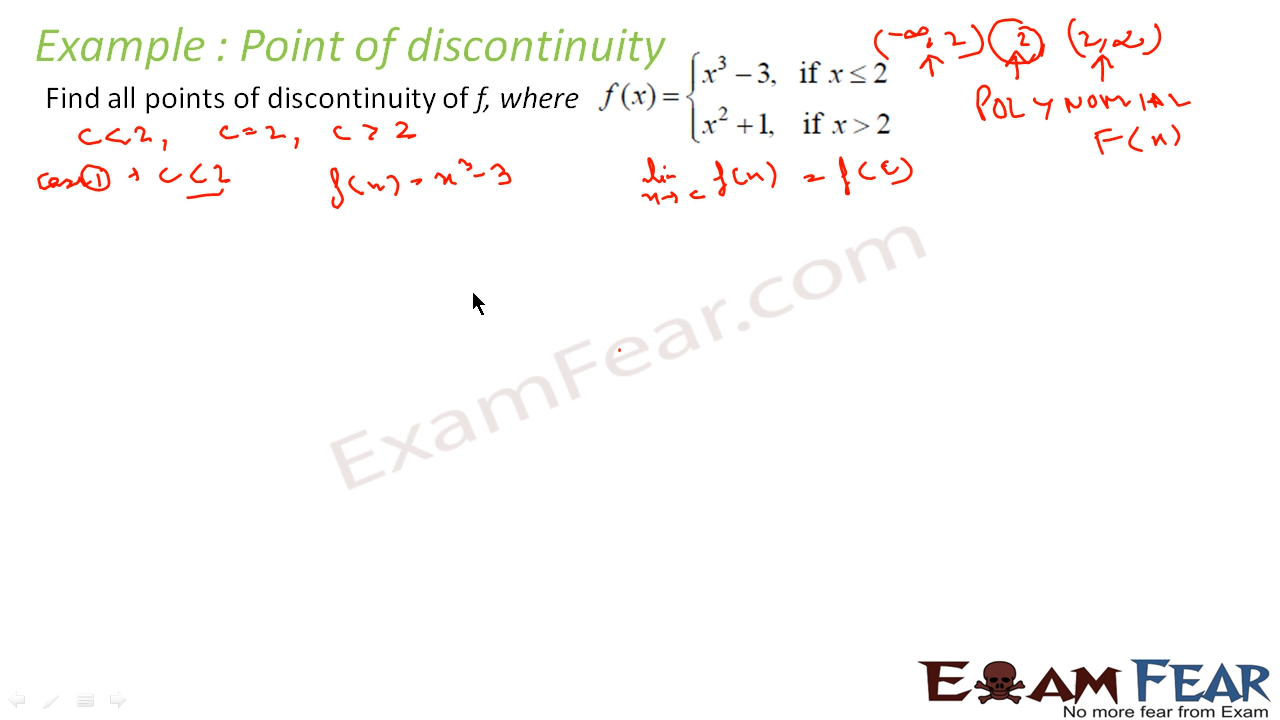 Example : Point of discontinuity
(-∞, 2) 2, (2, ∞)
Find all points of discontinuity of f, where f(x) = { x³ − 3, if x ≤ 2
x² + 1, if x > 2
POLYNOMIAL
F(x)
c < 2, c = 2, c > 2
case 1 → c < 2 f(x) = x³ - 3 lim x→c f(x) = f(c)
ExamFear.com
EXAM FEAR
No more fear from Exam